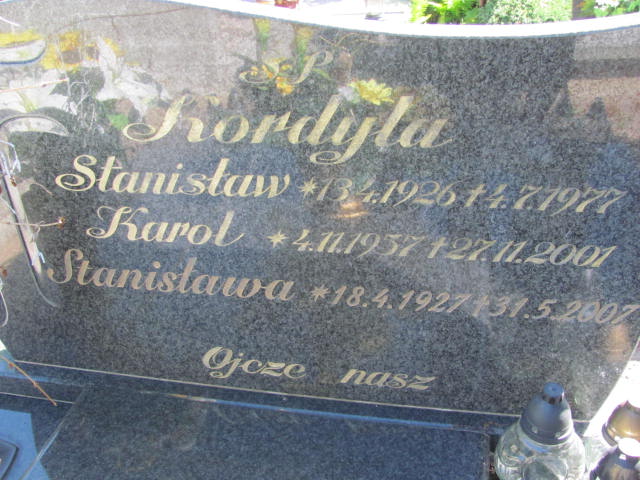 Ś P
Kordyla
Stanisław *13.4.1926 +4.7.1977
Karol *4.11.1957 +27.11.2001
Stanisława *18.4.1927 +31.5.2007
Ojcze nasz